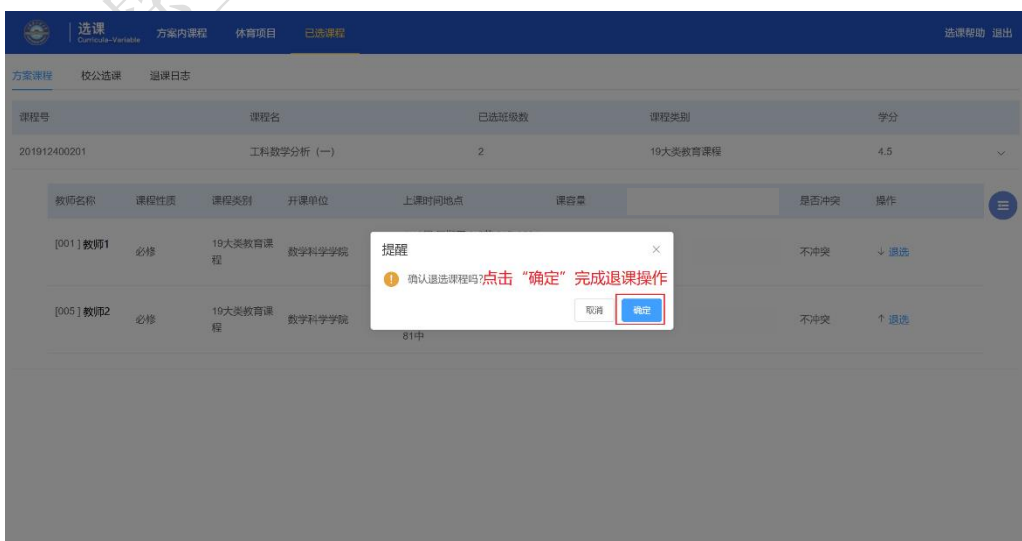 选课
Curricula-Variable
方案内课程 体育项目 已选课程 选课帮助 退出
方案课程 校公选课 退课日志
课程号 课程名 已选班级数 课程类别 学分
201912400201 工科数学分析（一） 2 19大类教育课程 4.5
教师名称 课程性质 课程类别 开课单位 上课时间地点 课容量 是否冲突 操作
[001 ] 教师1 必修 19大类教育课程 数学科学学院 不冲突 ↓ 退选
提醒 ×
确认退选课程吗?点击“确定”完成退课操作
取消 确定
[005 ] 教师2 必修 19大类教育课程 数学科学学院 81中 不冲突 ↑ 退选